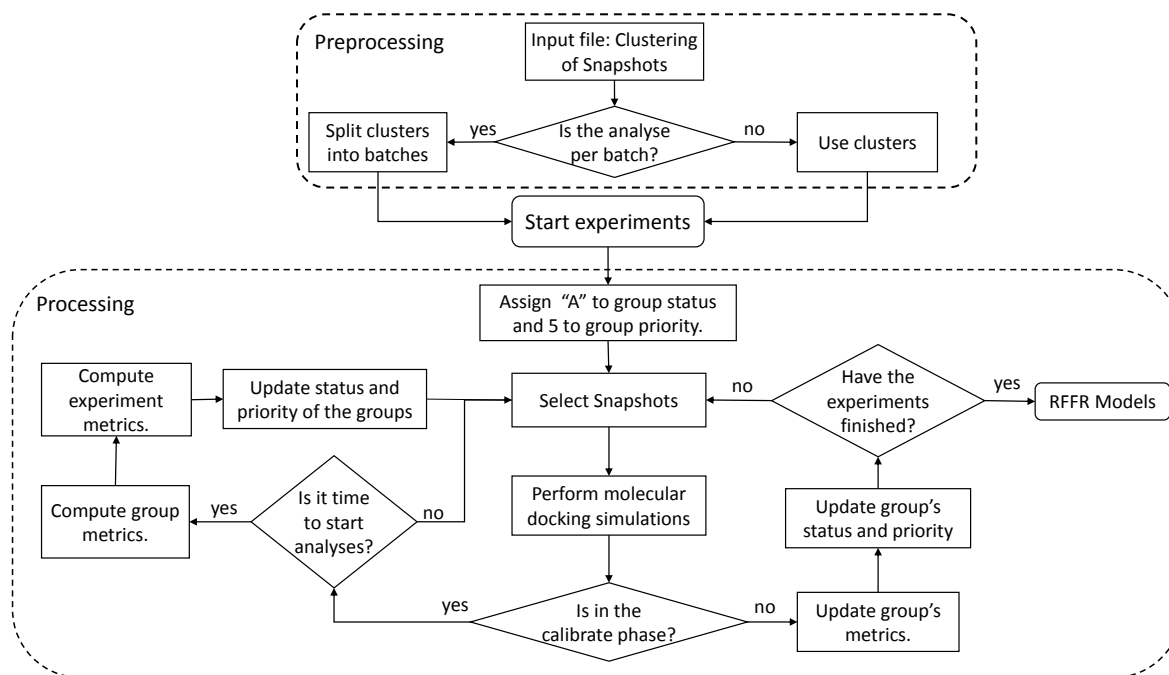 Preprocessing
Input file: Clustering
of Snapshots
Split clusters
into batches
yes
Is the analyse
per batch?
no
Use clusters
Start experiments
Processing
Assign  “A” to group status
and 5 to group priority.
Compute
experiment
metrics.
Update status and
priority of the groups
Select Snapshots
no
Have the
experiments
finished?
yes
RFFR Models
Compute group
metrics.
yes
Is it time
to start
analyses?
no
Perform molecular
docking simulations
Update group’s
status and priority
yes
Is in the
calibrate phase?
no
Update group’s
metrics.